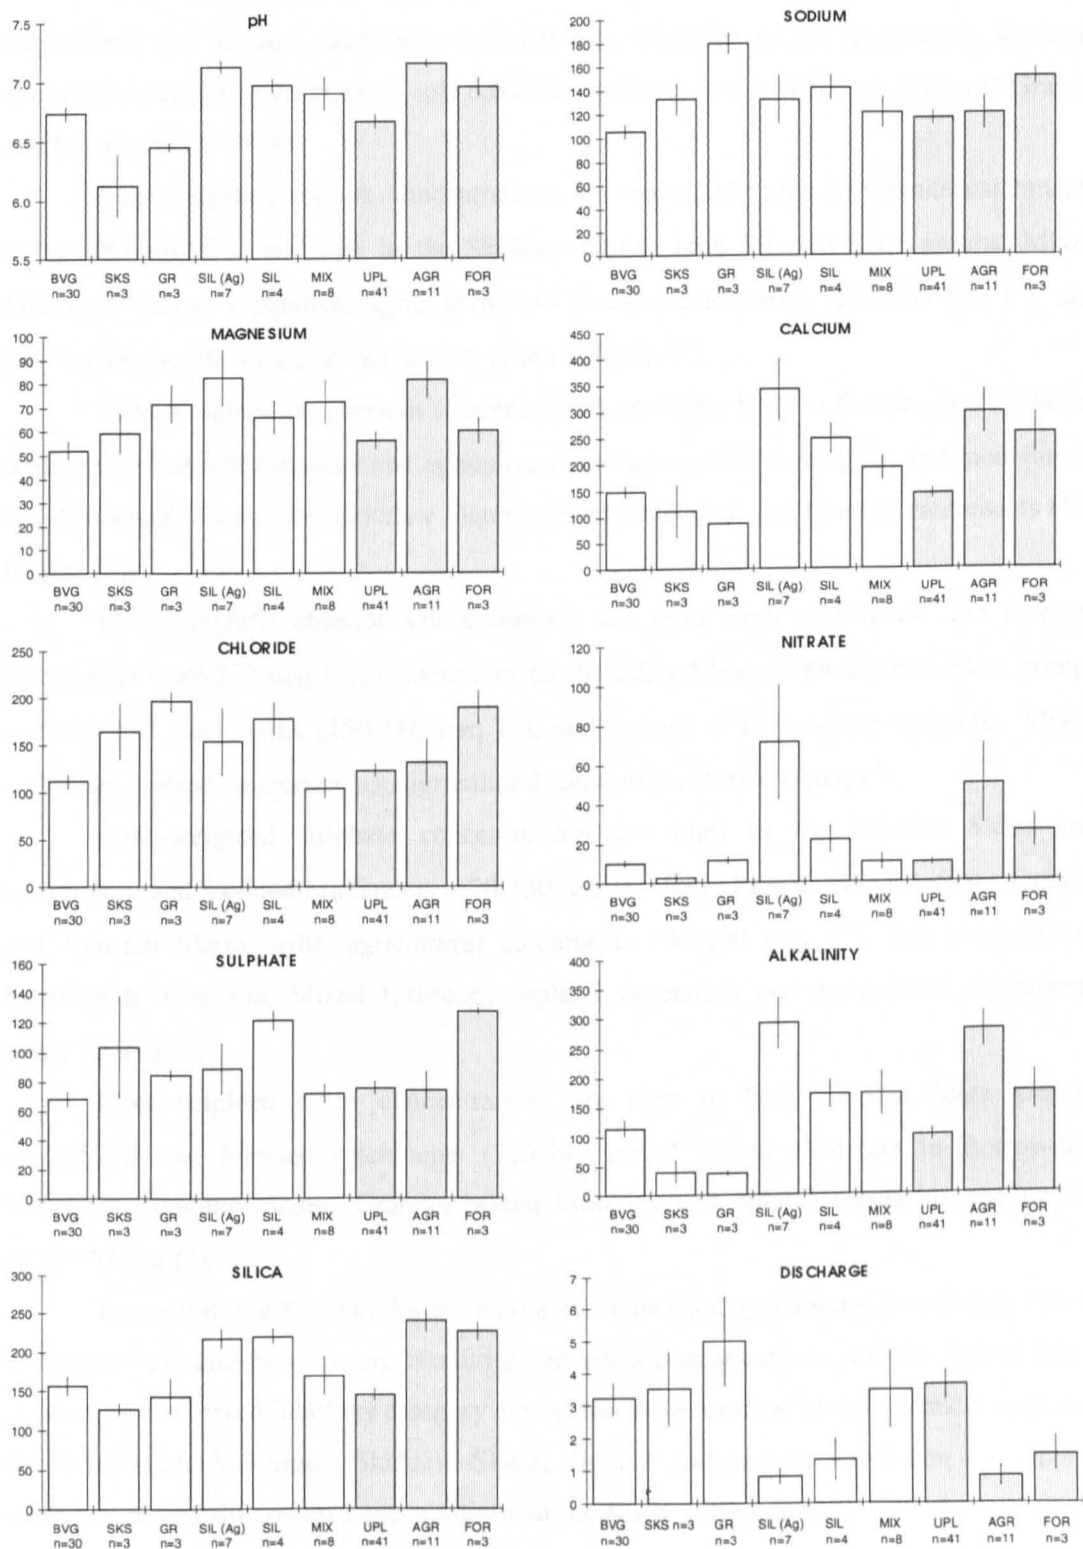 pH
7.5
7.0
6.5
6.0
5.5
BVG SKS GR SIL (Ag) SIL MIX UPL AGR FOR
n=30 n=3 n=3 n=7 n=4 n=8 n=41 n=11 n=3
SODIUM
200
180
160
140
120
100
80
60
40
20
0
BVG SKS GR SIL (Ag) SIL MIX UPL AGR FOR
n=30 n=3 n=3 n=7 n=4 n=8 n=41 n=11 n=3
MAGNESIUM
100
90
80
70
60
50
40
30
20
10
0
BVG SKS GR SIL (Ag) SIL MIX UPL AGR FOR
n=30 n=3 n=3 n=7 n=4 n=8 n=41 n=11 n=3
CALCIUM
450
400
350
300
250
200
150
100
50
0
BVG SKS GR SIL (Ag) SIL MIX UPL AGR FOR
n=30 n=3 n=3 n=7 n=4 n=8 n=41 n=11 n=3
CHLORIDE
250
200
150
100
50
0
BVG SKS GR SIL (Ag) SIL MIX UPL AGR FOR
n=30 n=3 n=3 n=7 n=4 n=8 n=41 n=11 n=3
NITRATE
120
100
80
60
40
20
0
BVG SKS GR SIL (Ag) SIL MIX UPL AGR FOR
n=30 n=3 n=3 n=7 n=4 n=8 n=41 n=11 n=3
SULPHATE
160
140
120
100
80
60
40
20
0
BVG SKS GR SIL (Ag) SIL MIX UPL AGR FOR
n=30 n=3 n=3 n=7 n=4 n=8 n=41 n=11 n=3
ALKALINITY
400
350
300
250
200
150
100
50
0
BVG SKS GR SIL (Ag) SIL MIX UPL AGR FOR
n=30 n=3 n=3 n=7 n=4 n=8 n=41 n=11 n=3
SILICA
300
250
200
150
100
50
0
BVG SKS GR SIL (Ag) SIL MIX UPL AGR FOR
n=30 n=3 n=3 n=7 n=4 n=8 n=41 n=11 n=3
DISCHARGE
7
6
5
4
3
2
1
0
BVG SKS n=3 GR SIL (Ag) SIL MIX UPL AGR FOR
n=30 n=3 n=7 n=4 n=8 n=41 n=11 n=3